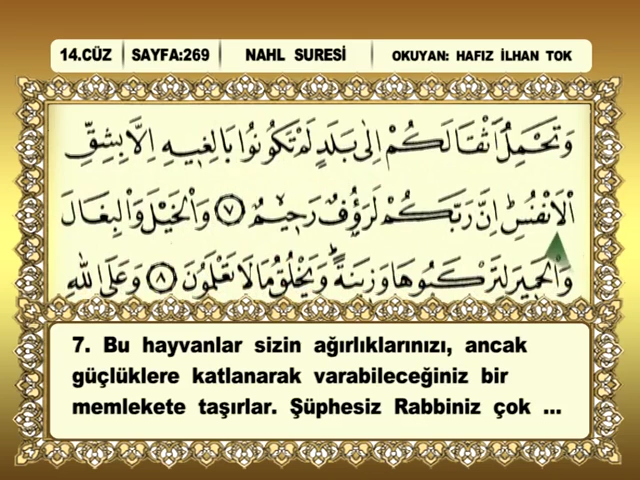 14.CÜZ SAYFA:269 NAHL SURESİ OKUYAN: HAFIZ İLHAN TOK
وَتَحْمِلُ اَثْقَالَكُمْ اِلٰى بَلَدٍ لَمْ تَكُونُوا بَالِغ۪يهِ اِلَّا بِشِقِّ
الْاَنْفُسِۜ اِنَّ رَبَّكُمْ لَرَؤُ۫فٌ رَح۪يمٌ ﴿٧﴾ وَالْخَيْلَ وَالْبِغَالَ
وَالْحَم۪يرَ لِتَرْكَبُوهَا وَز۪ينَةًۜ وَيَخْلُقُ مَا لَا تَعْلَمُونَ ﴿٨﴾ وَعَلَى اللّٰهِ
7. Bu hayvanlar sizin ağırlıklarınızı, ancak
güçlüklere katlanarak varabileceğiniz bir
memlekete taşırlar. Şüphesiz Rabbiniz çok ...